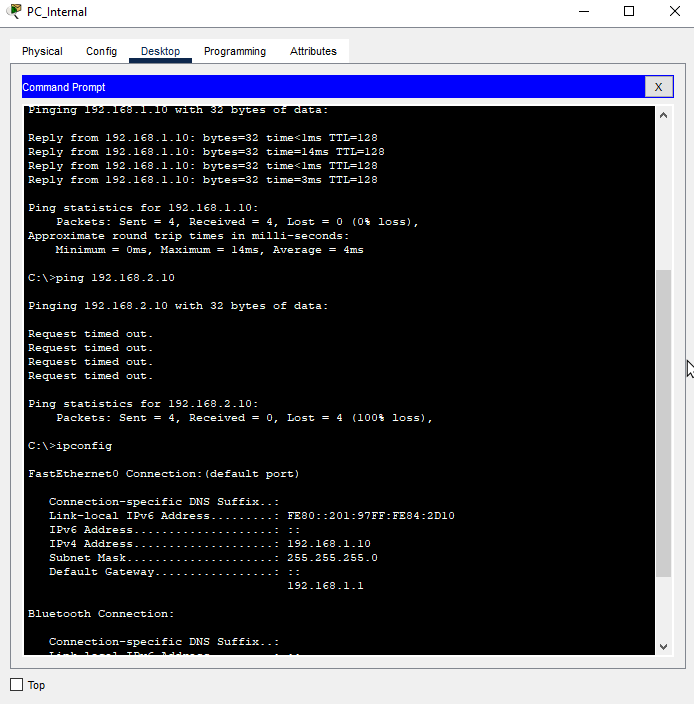 PC_Internal
Physical Config Desktop Programming Attributes
Command Prompt
X
Pinging 192.168.1.10 with 32 bytes of data:
Reply from 192.168.1.10: bytes=32 time<1ms TTL=128
Reply from 192.168.1.10: bytes=32 time=14ms TTL=128
Reply from 192.168.1.10: bytes=32 time<1ms TTL=128
Reply from 192.168.1.10: bytes=32 time=3ms TTL=128
Ping statistics for 192.168.1.10:
Packets: Sent = 4, Received = 4, Lost = 0 (0% loss),
Approximate round trip times in milli-seconds:
Minimum = 0ms, Maximum = 14ms, Average = 4ms
C:\>ping 192.168.2.10
Pinging 192.168.2.10 with 32 bytes of data:
Request timed out.
Request timed out.
Request timed out.
Request timed out.
Ping statistics for 192.168.2.10:
Packets: Sent = 4, Received = 0, Lost = 4 (100% loss),
C:\>ipconfig
FastEthernet0 Connection:(default port)
Connection-specific DNS Suffix..:
Link-local IPv6 Address.........: FE80::201:97FF:FE84:2D10
IPv6 Address....................: ::
IPv4 Address....................: 192.168.1.10
Subnet Mask.....................: 255.255.255.0
Default Gateway.................: ::
192.168.1.1
Bluetooth Connection:
Connection-specific DNS Suffix..:
Link-local IPv6 Address.........: ::
Top